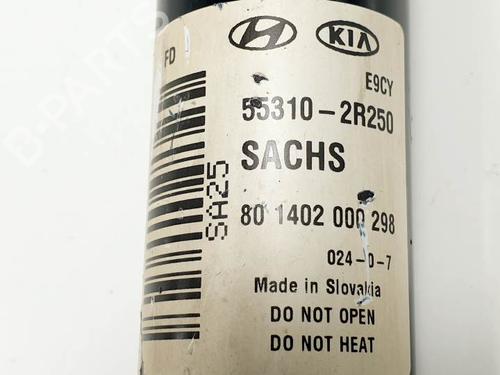 KIA
FD
E9CY
55310-2R250
SACHS
SA25
80 1402 000 298
024-0-7
Made in Slovakia
DO NOT OPEN
DO NOT HEAT
B-PARTS